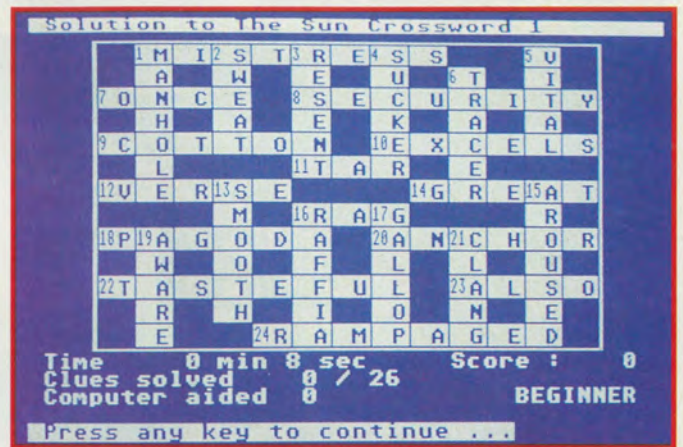 Solution to The Sun Crossword 1
1 M I 2 S T 3 R E 4 S S 5 V
A W E U 6 T I
7 O N C E 8 S E C U R I T Y
H A E K A A
9 C O T T O N 10 E X C E L S
L 11 T A R E
12 V E R 13 S E 14 G R E 15 A T
M 16 R A 17 G R
18 P 19 A G O D A 20 A N 21 C H O R
W O F L L U
22 T A S T E F U L 23 A L S O
R H I O N E
E 24 R A M P A G E D
Time 0 min 8 sec Score : 0
Clues solved 0 / 26
Computer aided 0 BEGINNER
Press any key to continue ...